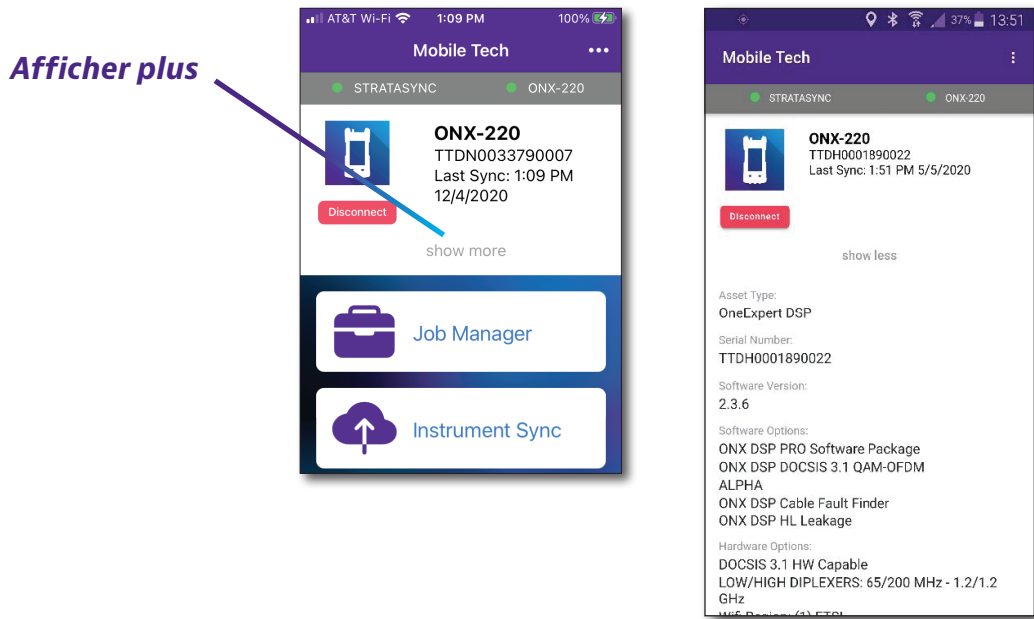 Afficher plus
AT&T Wi-Fi 1:09 PM 100%
Mobile Tech
STRATASYNC ONX-220
ONX-220
TTDN0033790007
Last Sync: 1:09 PM
12/4/2020
Disconnect
show more
Job Manager
Instrument Sync
37% 13:51
Mobile Tech
STRATASYNC ONX-220
ONX-220
TTDH0001890022
Last Sync: 1:51 PM 5/5/2020
Disconnect
show less
Asset Type:
OneExpert DSP
Serial Number:
TTDH0001890022
Software Version:
2.3.6
Software Options:
ONX DSP PRO Software Package
ONX DSP DOCSIS 3.1 QAM-OFDM
ALPHA
ONX DSP Cable Fault Finder
ONX DSP HL Leakage
Hardware Options:
DOCSIS 3.1 HW Capable
LOW/HIGH DIPLEXERS: 65/200 MHz - 1.2/1.2
GHz
Wifi Region: (1) ETSI